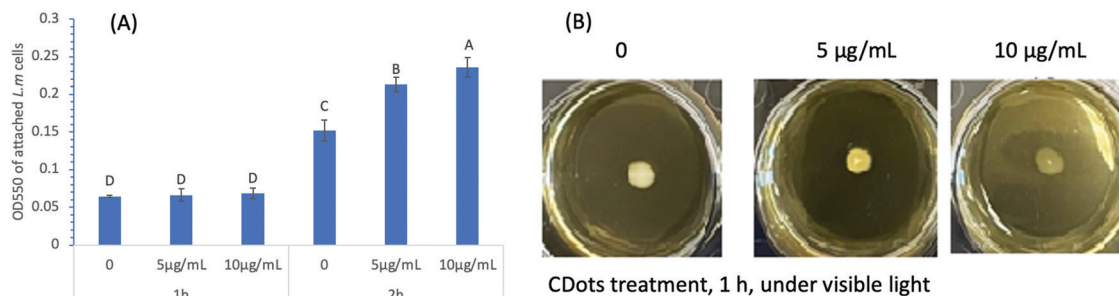 (A)
OD550 of attached L.m cells
0.3
0.25
0.2
0.15
0.1
0.05
0
D
D
D
C
B
A
0
5µg/mL
10µg/mL
0
5µg/mL
10µg/mL
1h
2h
(B)
0
5 µg/mL
10 µg/mL
CDots treatment, 1 h, under visible light